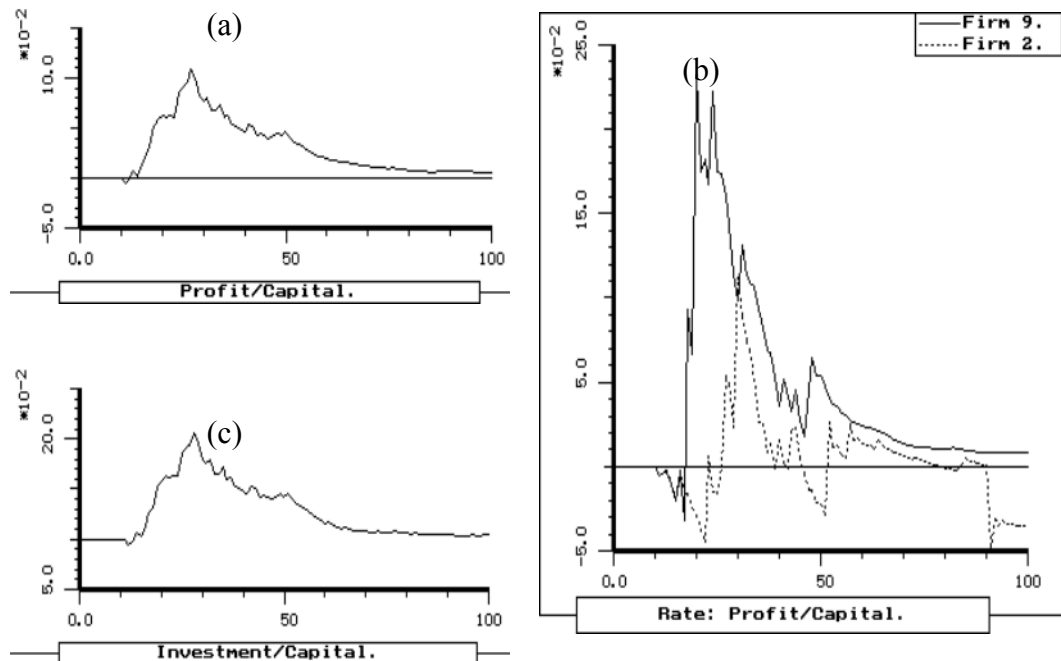 (a)
*10^-2
10.0
-5.0
0.0 50 100
Profit/Capital.
(c)
*10^-2
20.0
5.0
0.0 50 100
Investment/Capital.
Firm 9.
Firm 2.
(b)
*10^-2
25.0
15.0
5.0
-5.0
0.0 50 100
Rate: Profit/Capital.